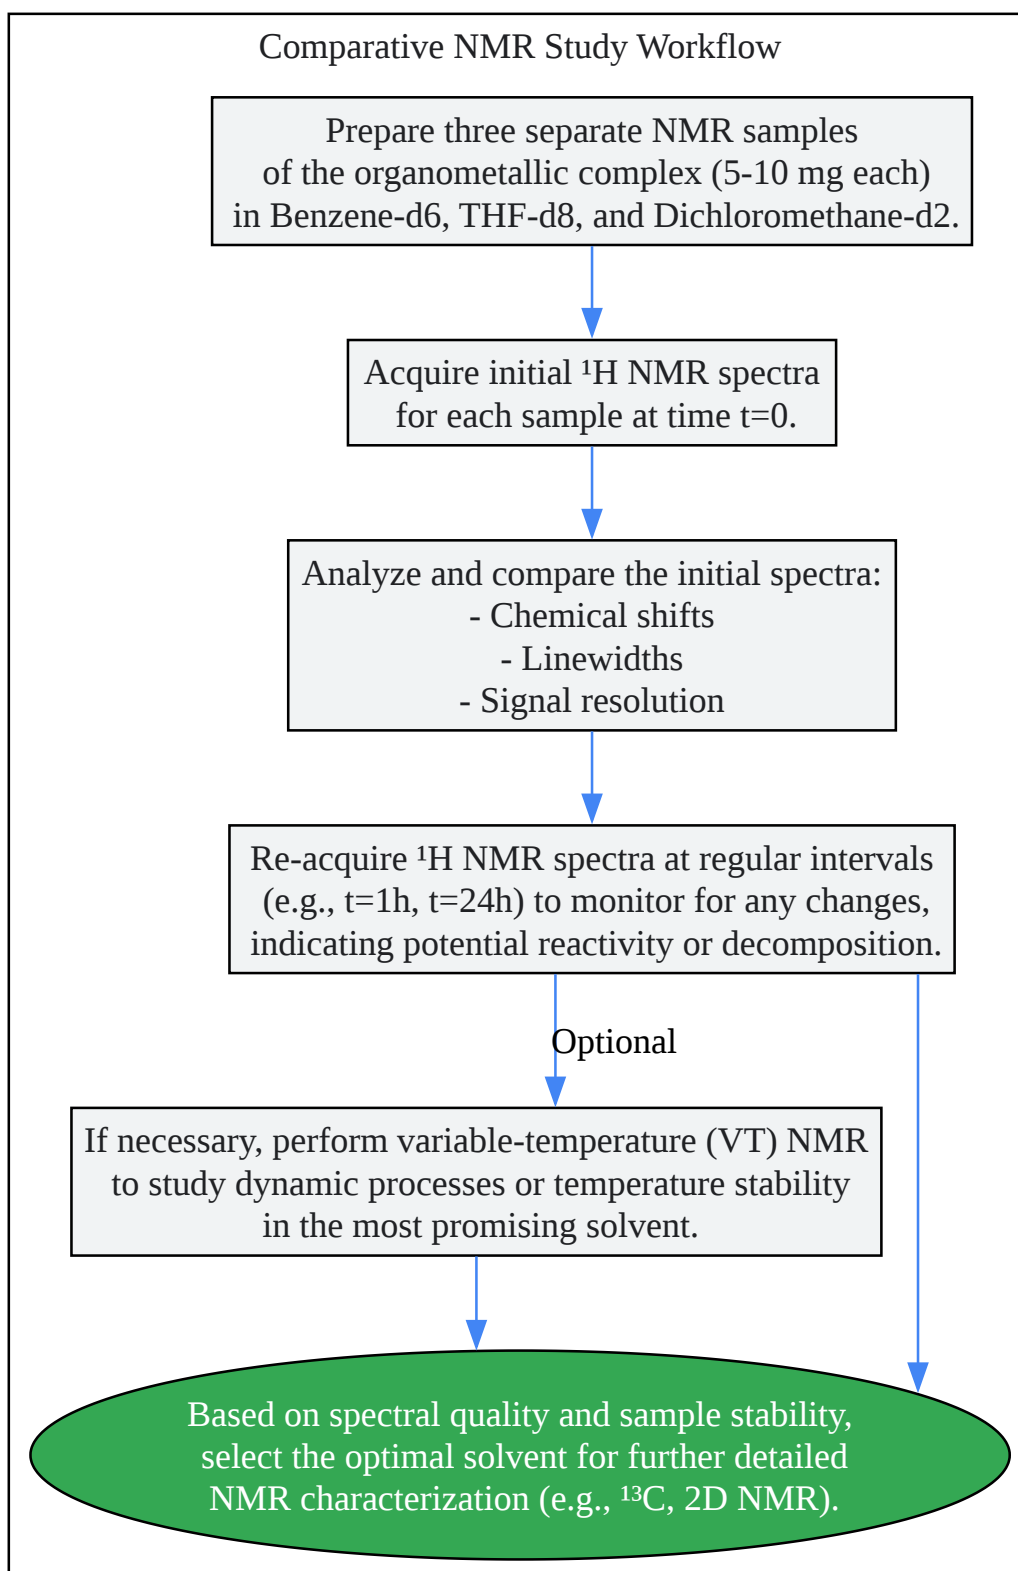 Comparative NMR Study Workflow
Prepare three separate NMR samples
of the organometallic complex (5-10 mg each)
in Benzene-d6, THF-d8, and Dichloromethane-d2.
Acquire initial ¹H NMR spectra
for each sample at time t=0.
Analyze and compare the initial spectra:
- Chemical shifts
- Linewidths
- Signal resolution
Re-acquire ¹H NMR spectra at regular intervals
(e.g., t=1h, t=24h) to monitor for any changes,
indicating potential reactivity or decomposition.
Optional
If necessary, perform variable-temperature (VT) NMR
to study dynamic processes or temperature stability
in the most promising solvent.
Based on spectral quality and sample stability,
select the optimal solvent for further detailed
NMR characterization (e.g., ¹³C, 2D NMR).